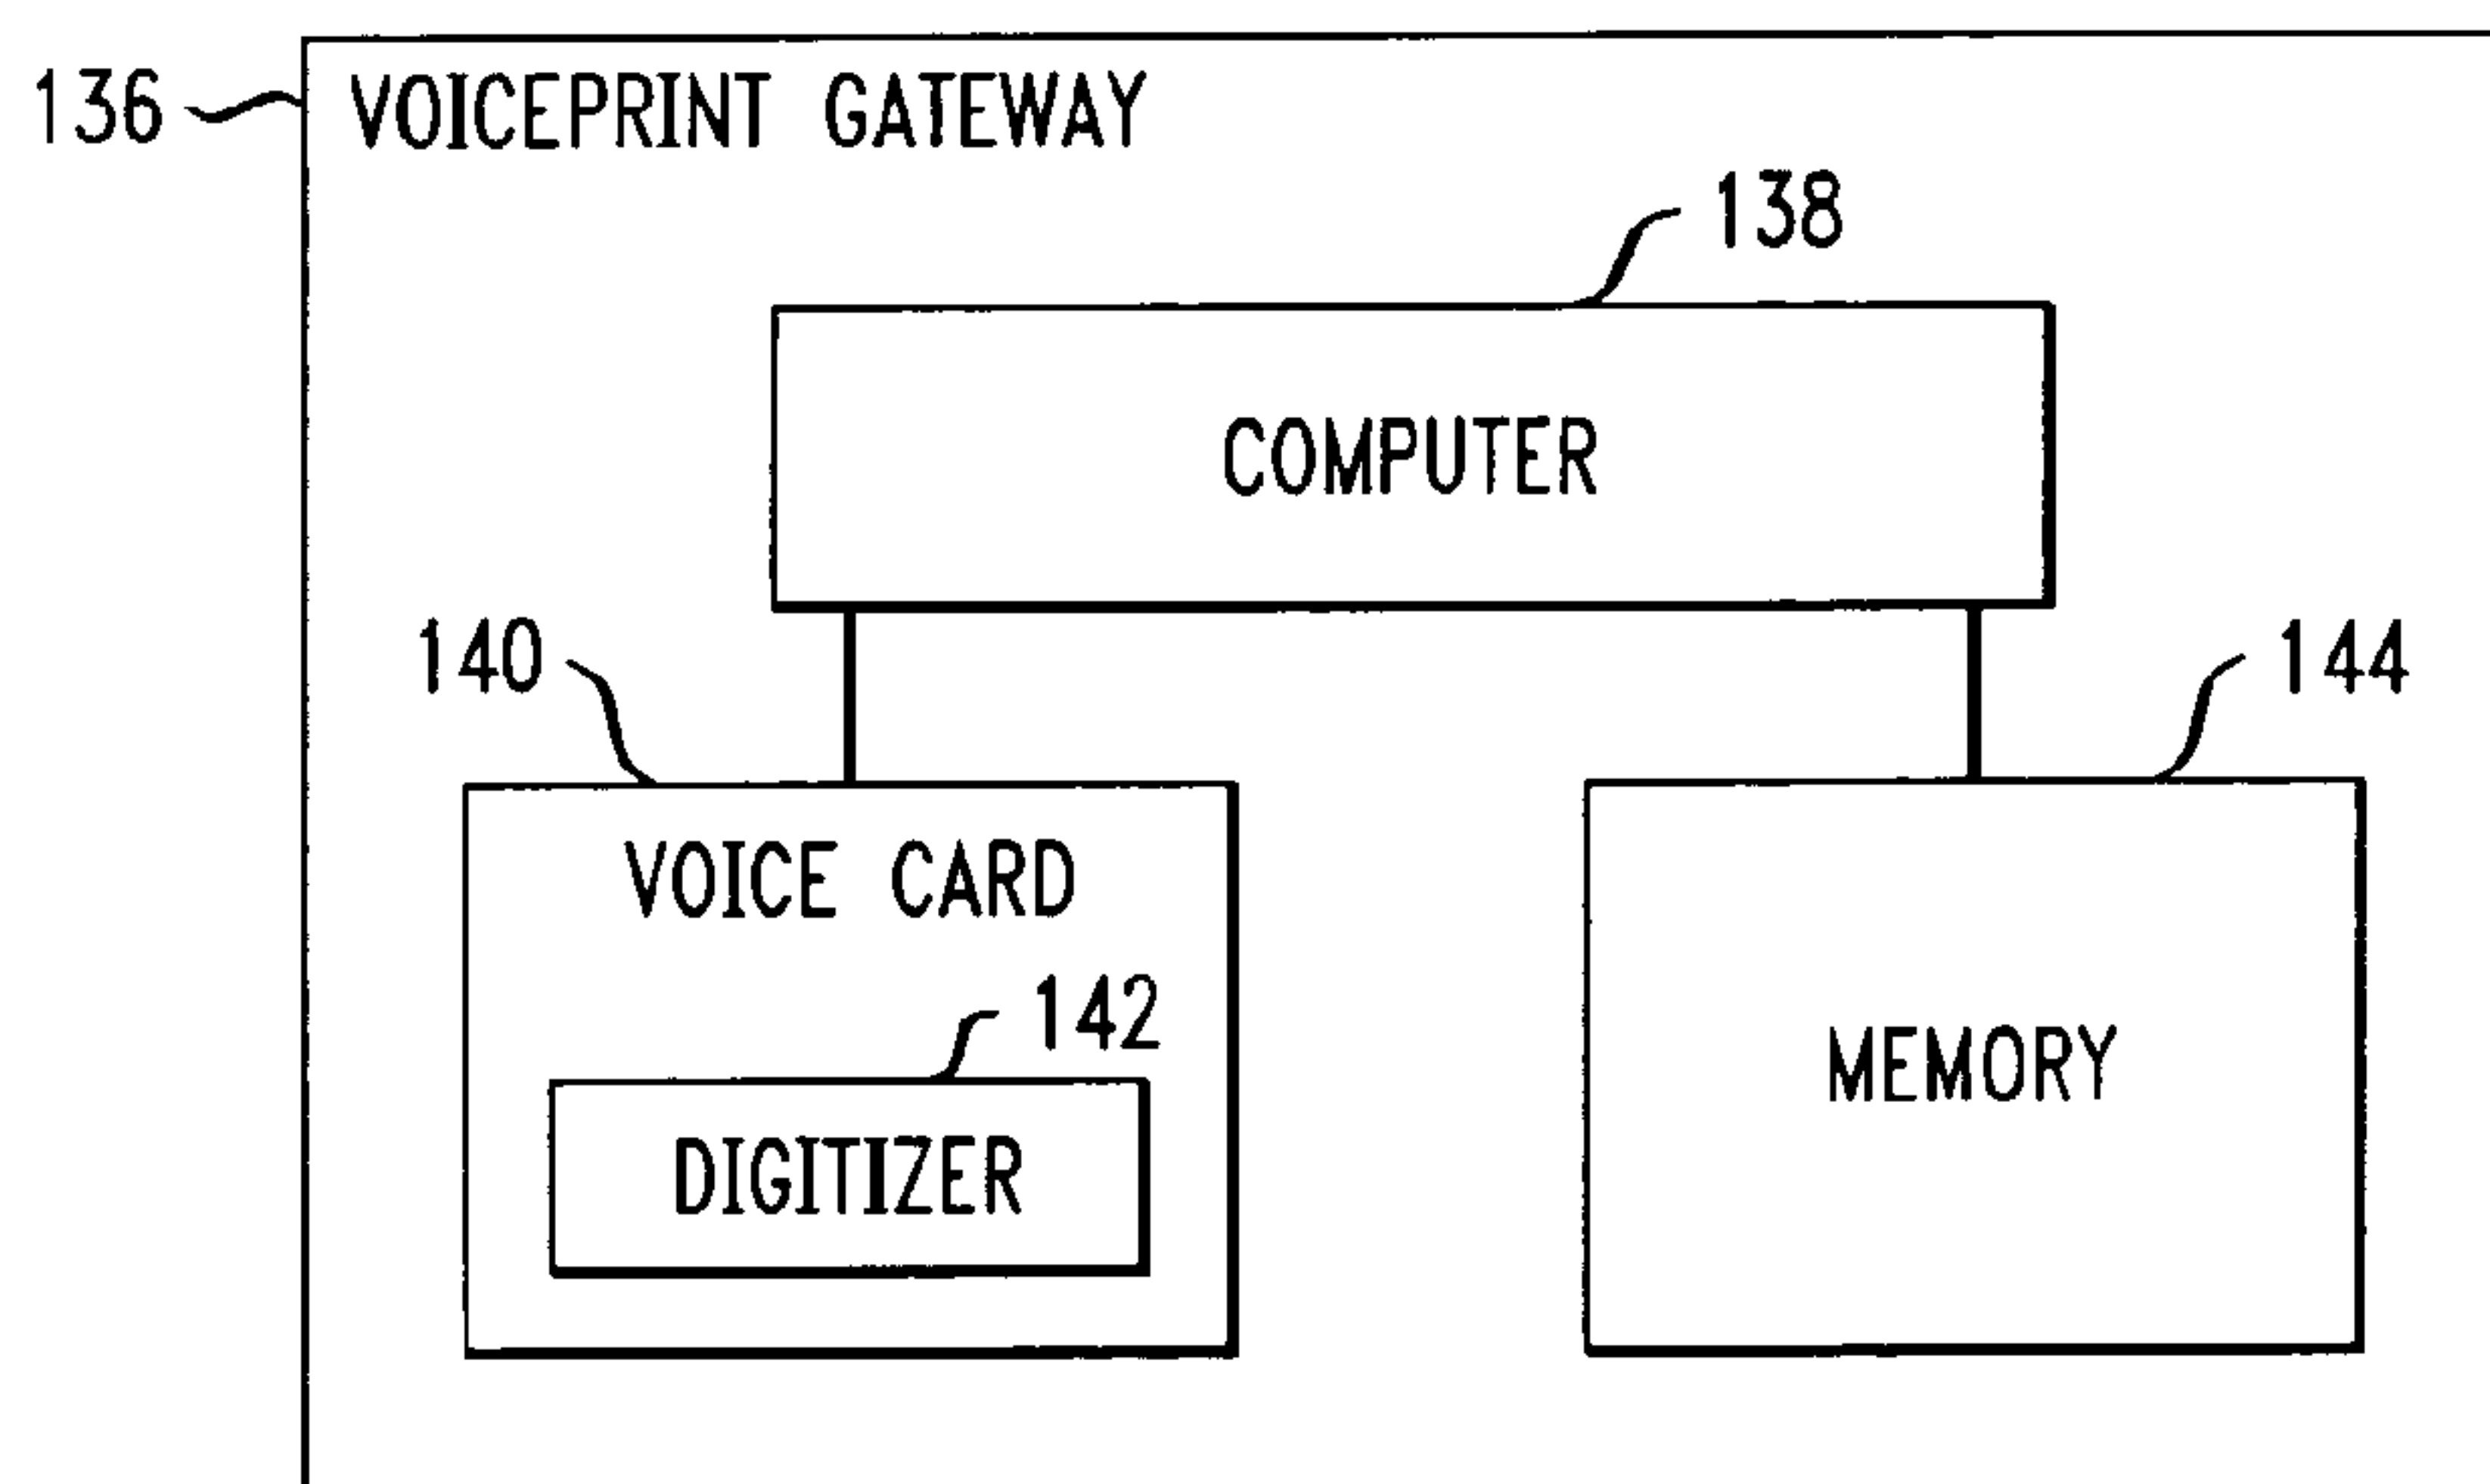 136
VOICEPRINT GATEWAY
138
COMPUTER
140
144
VOICE CARD
142
MEMORY
DIGITIZER